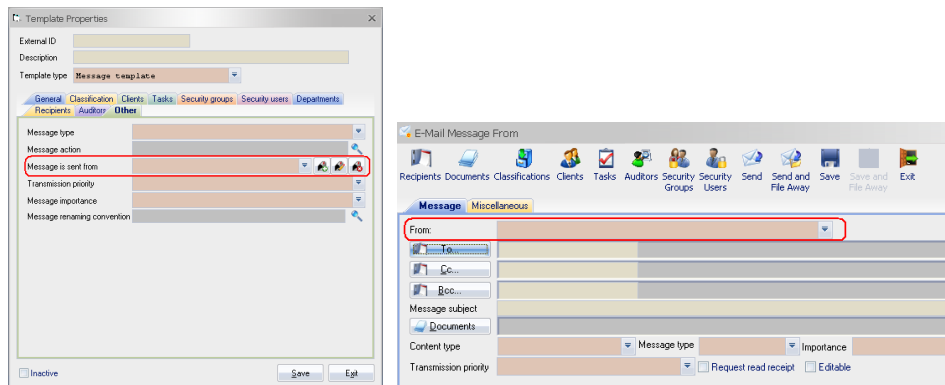 Template Properties
External ID
Description
Template type Message template
General Classification Clients Tasks Security groups Security users Departments
Recipients Auditors Other
Message type
Message action
Message is sent from
Transmission priority
Message importance
Message renaming convention
Inactive Save Exit
E-Mail Message From
Recipients Documents Classifications Clients Tasks Auditors Security Groups Security Users Send Send and File Away Save Save and File Away Exit
Message Miscellaneous
From:
To...
Cc...
Bcc...
Message subject
Documents
Content type Message type Importance
Transmission priority Request read receipt Editable